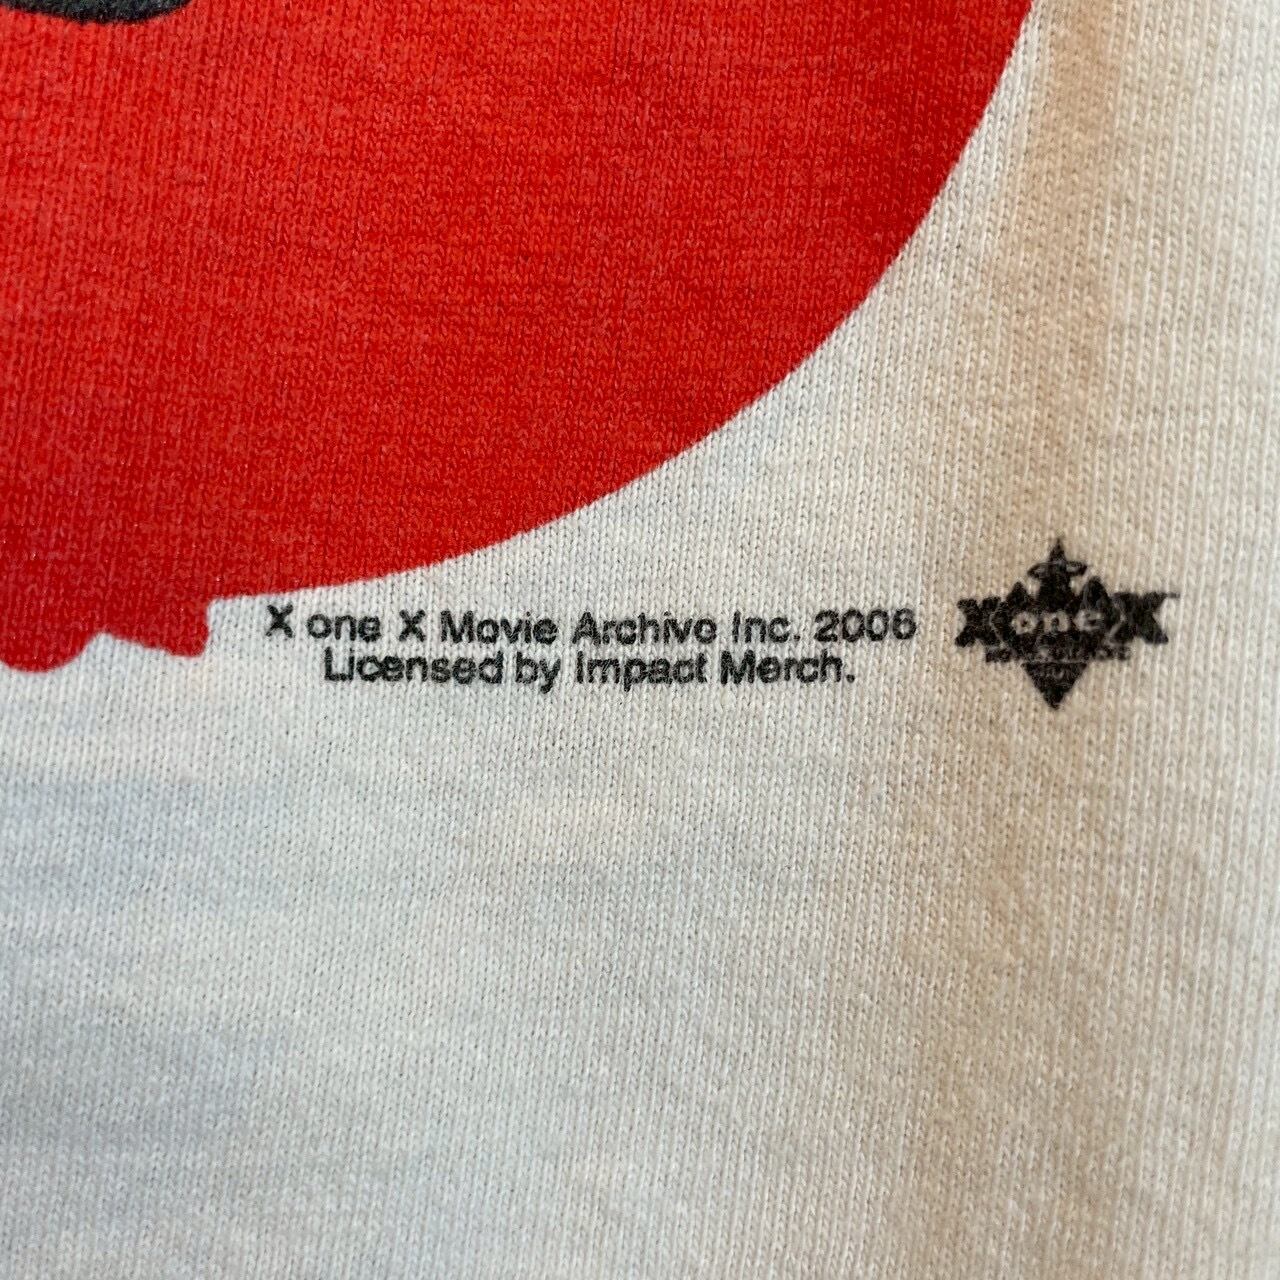 X one X Movie Archive Inc. 2006
Licensed by Impact Merch.
X one X